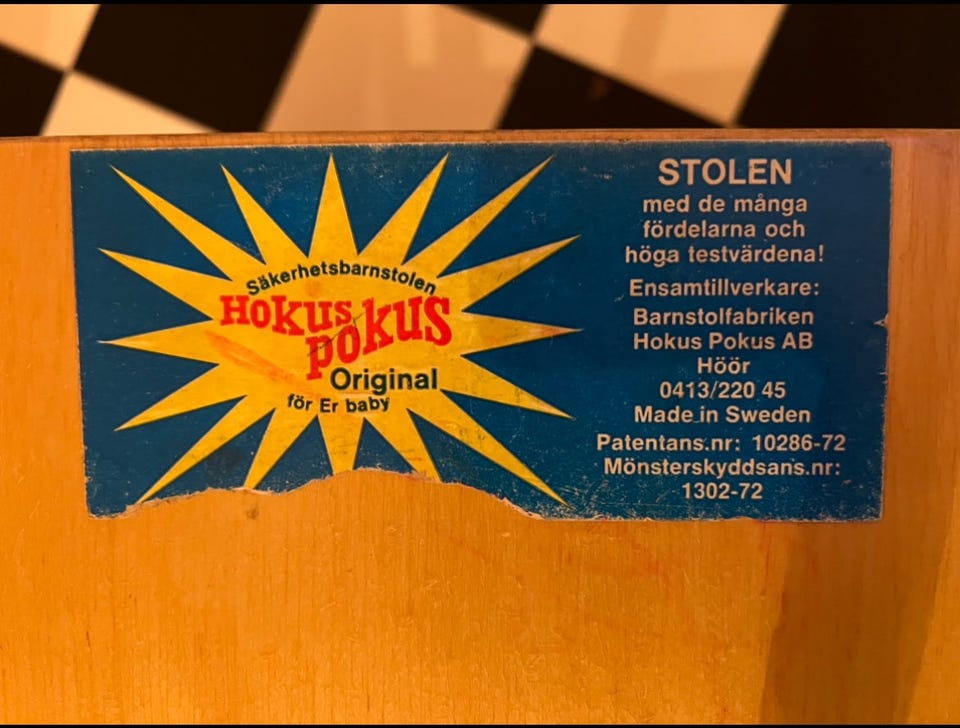 Säkerhetsbarnstolen
Hokus
pokus
Original
för Er baby
STOLEN
med de många
fördelarna och
höga testvärdena!
Ensamtillverkare:
Barnstolfabriken
Hokus Pokus AB
Höör
0413/220 45
Made in Sweden
Patentans.nr: 10286-72
Mönsterskyddsans.nr:
1302-72